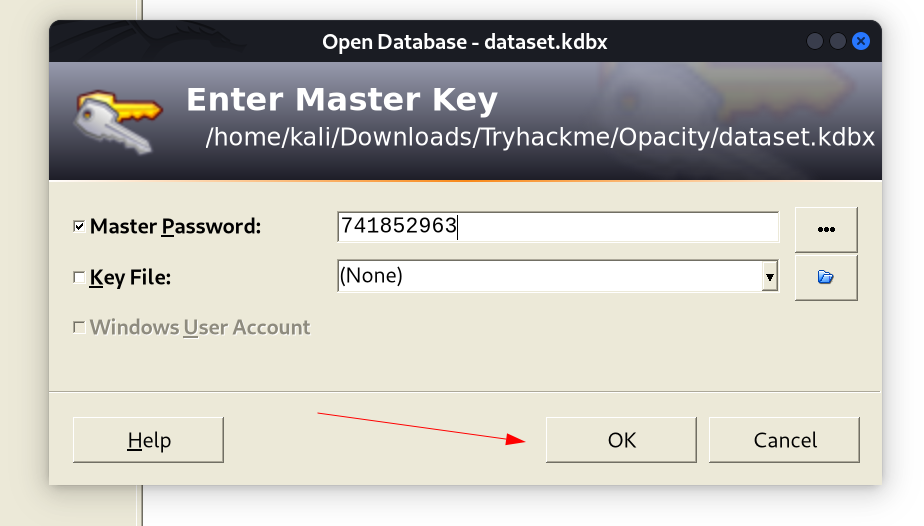 Open Database - dataset.kdbx
Enter Master Key
/home/kali/Downloads/Tryhackme/Opacity/dataset.kdbx
Master Password:
741852963
Key File:
(None)
Windows User Account
Help
OK
Cancel